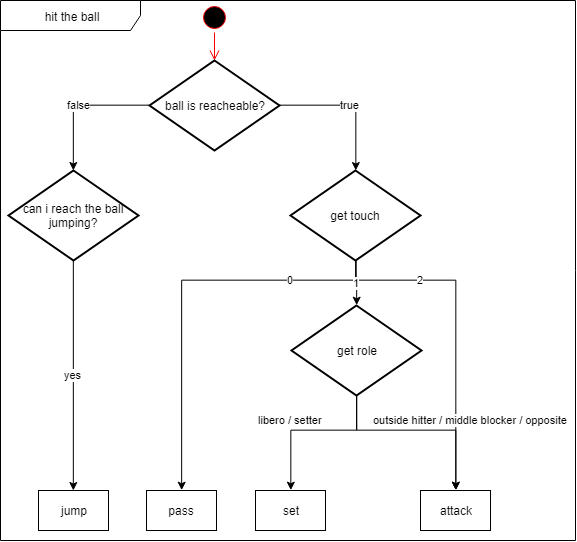 hit the ball
ball is reacheable?
false
true
can i reach the ball
jumping?
get touch
0
1
2
get role
yes
libero / setter
outside hitter / middle blocker / opposite
jump
pass
set
attack